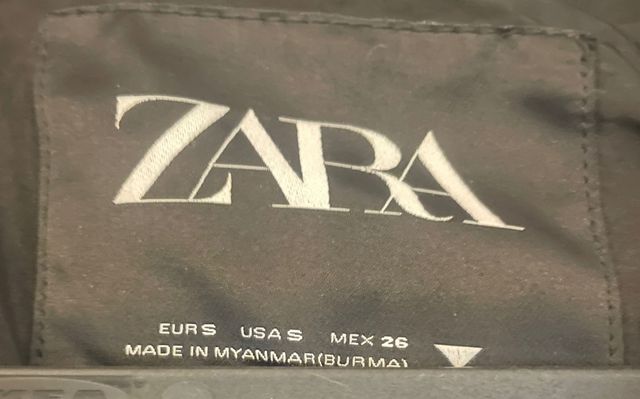 ZARA
EUR S USA S MEX 26
MADE IN MYANMAR(BURMA)